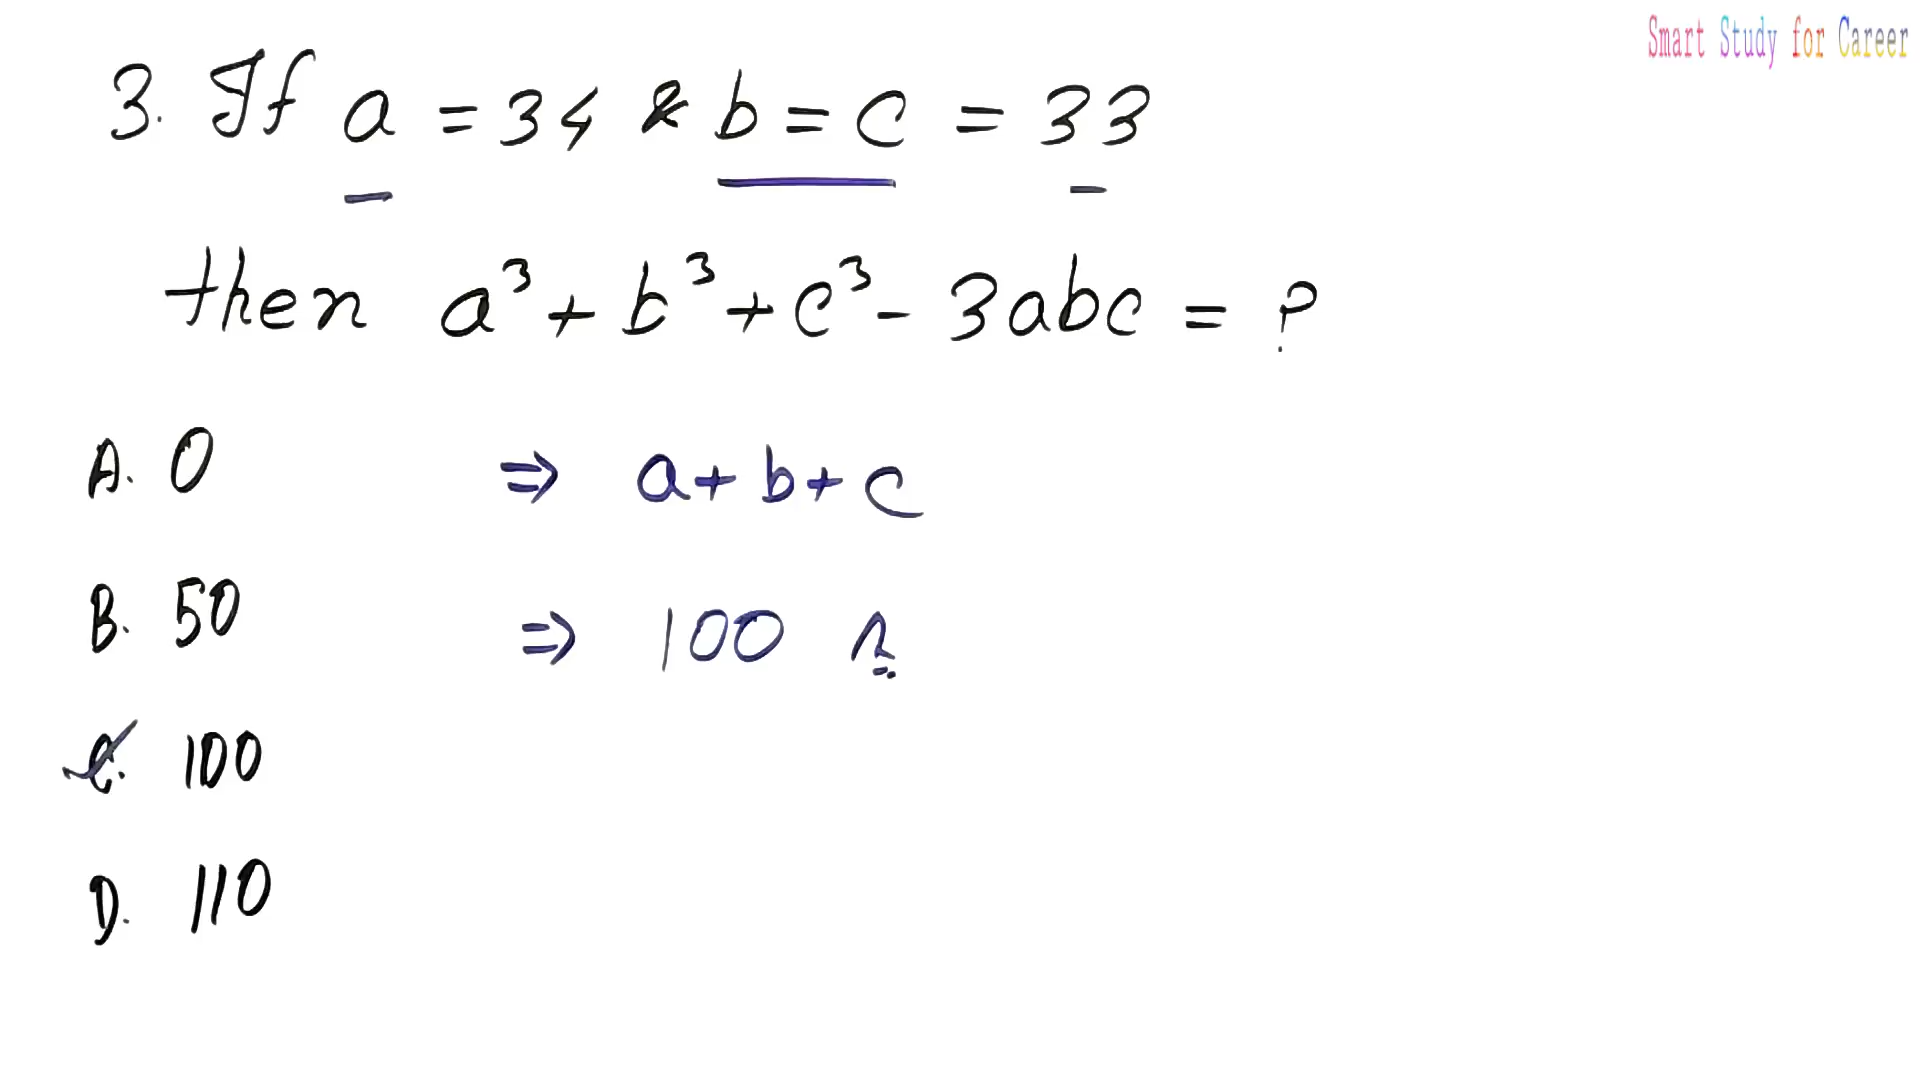 Smart Study for Career
3. If a = 34 & b = c = 33
then a³ + b³ + c³ - 3abc = ?
A. 0
⇒ a + b + c
B. 50
⇒ 100
C. 100
D. 110